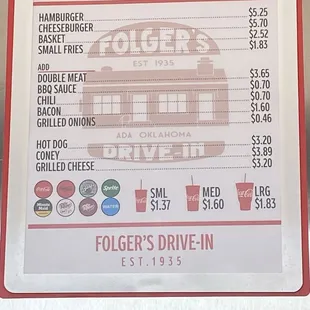 HAMBURGER $5.25
CHEESEBURGER $5.70
BASKET $2.52
SMALL FRIES $1.83
FOLGER'S
EST 1935
ADD
DOUBLE MEAT $3.65
BBQ SAUCE $0.70
CHILI $0.70
BACON $1.60
GRILLED ONIONS $0.46
ADA OKLAHOMA
DRIVE-IN
HOT DOG $3.20
CONEY $3.89
GRILLED CHEESE $3.20
Sprite
Minute Maid
SML $1.37
MED $1.60
LRG $1.83
FOLGER'S DRIVE-IN
EST.1935